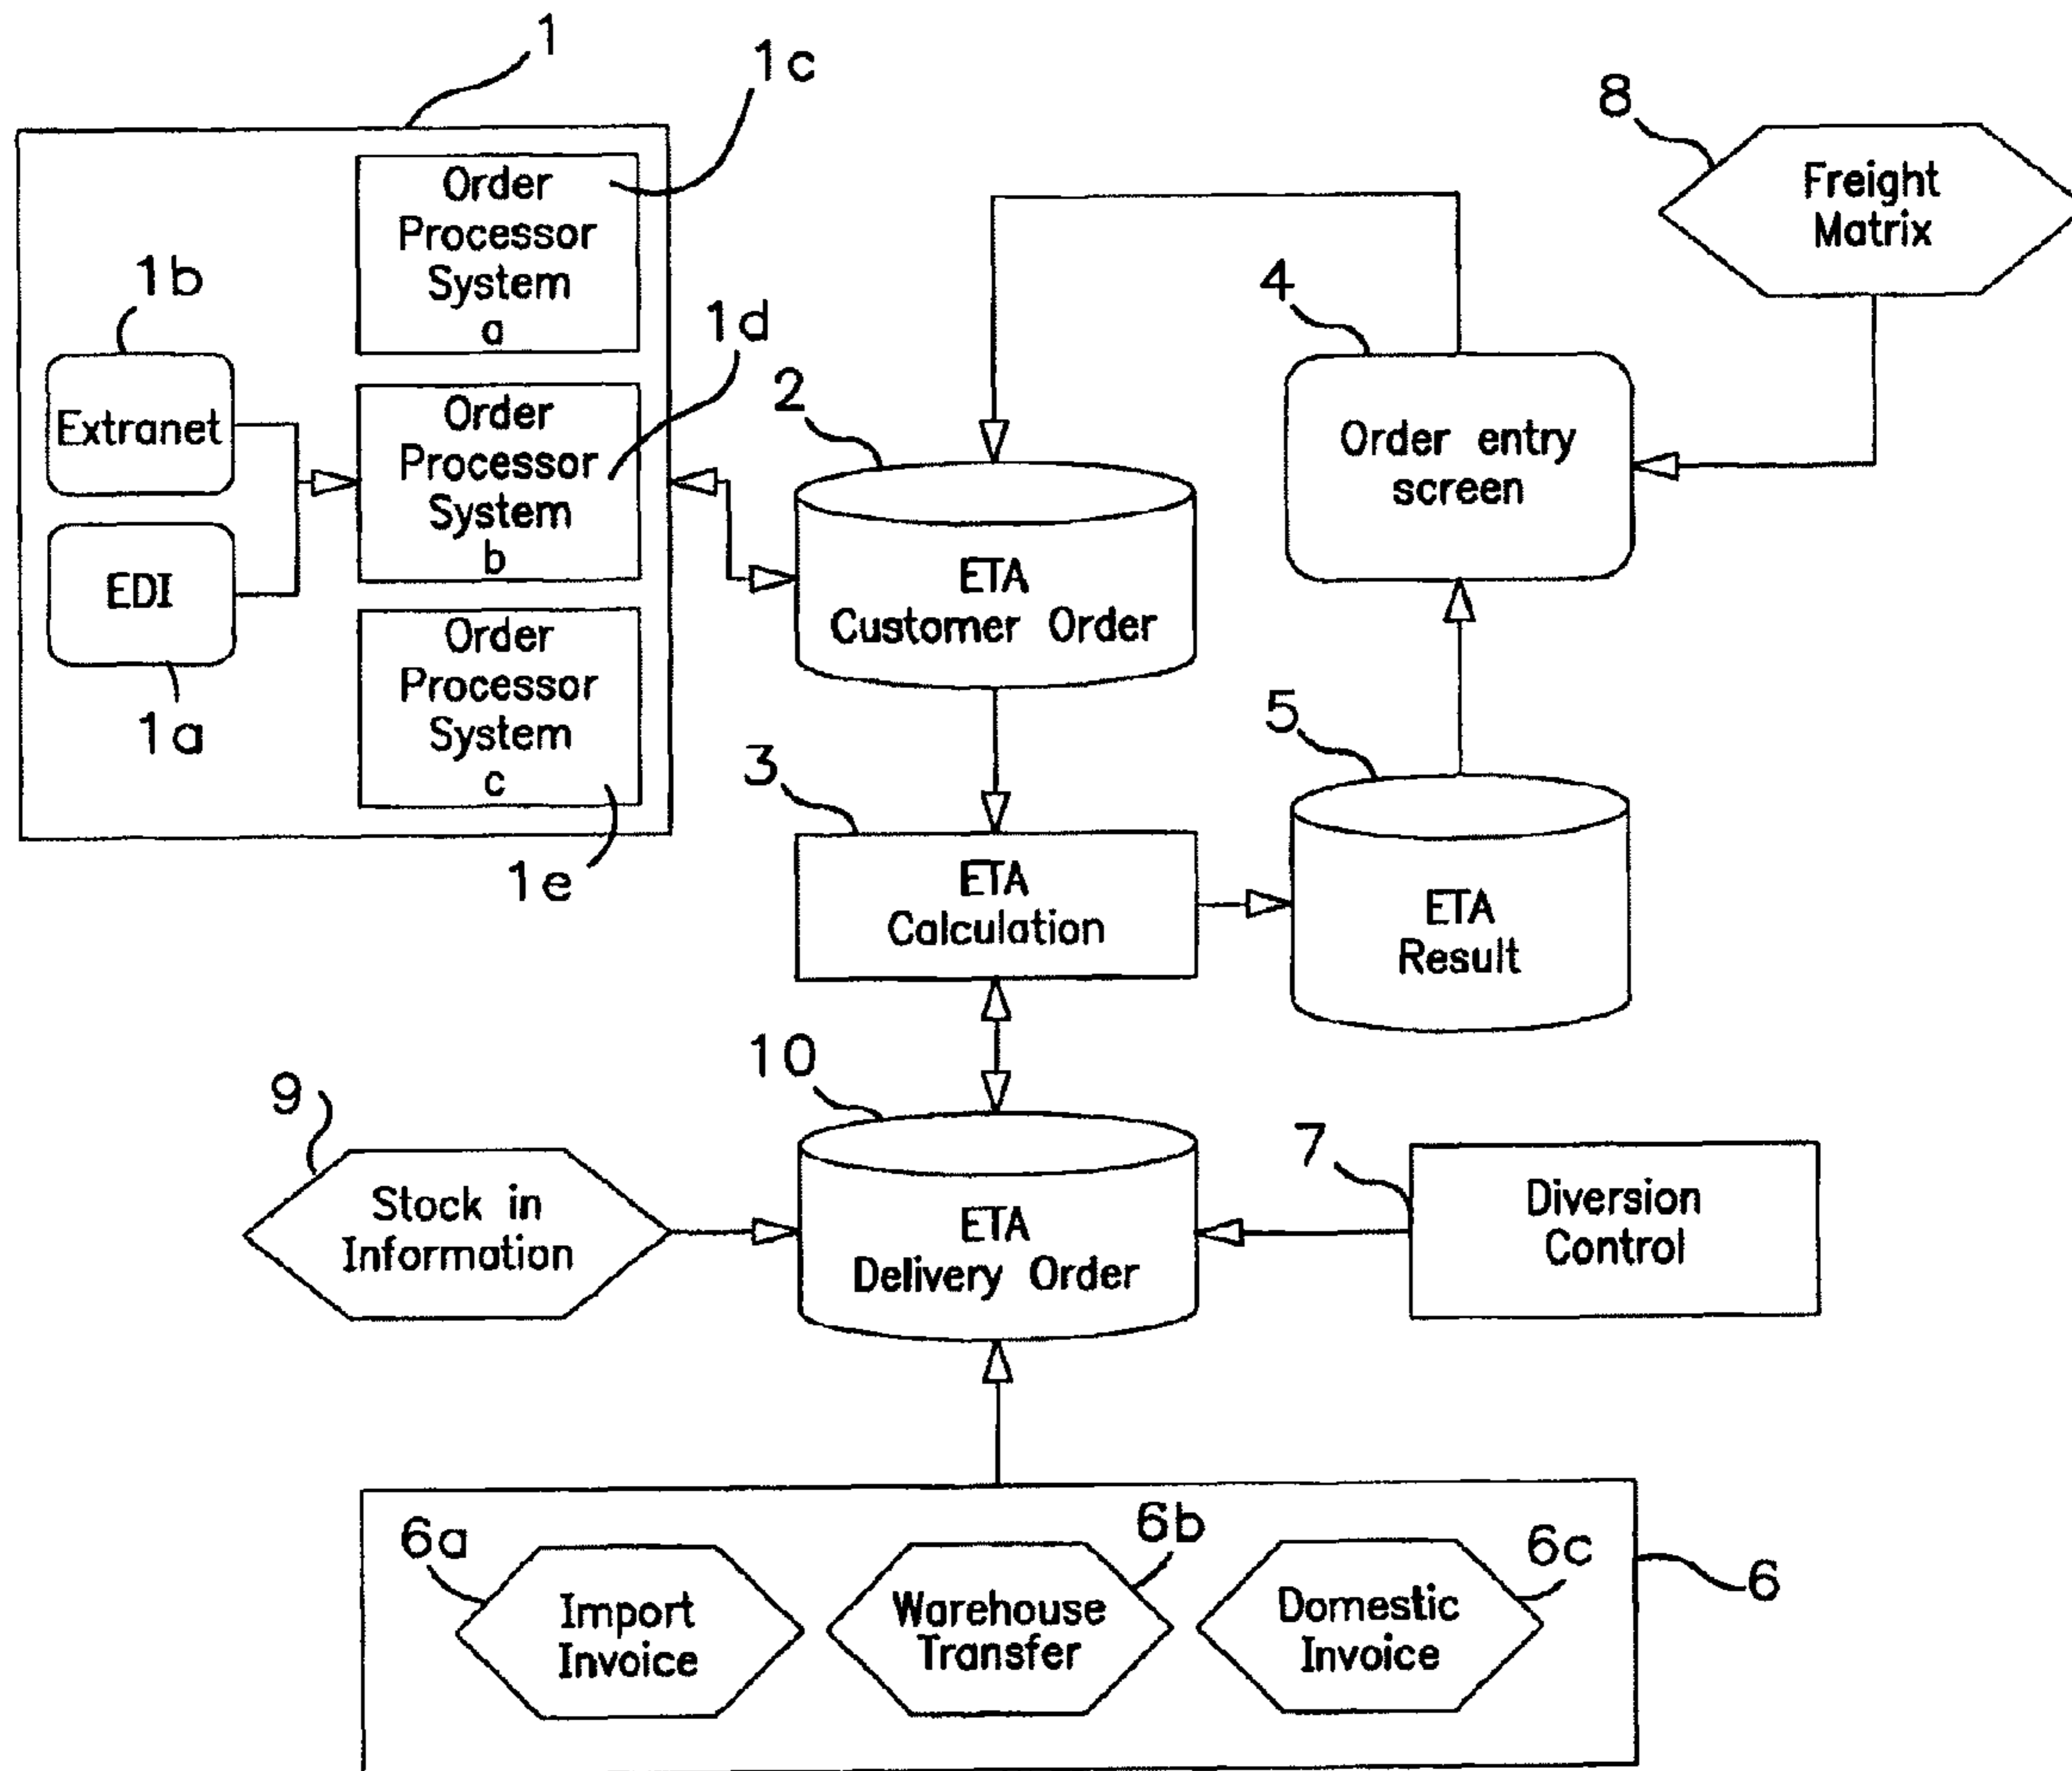 1
1c
Order
Processor
System
a
1b
Extranet
1d
Order
Processor
System
b
EDI
1a
Order
Processor
System
c
1e
8
Freight
Matrix
4
Order entry
screen
2
ETA
Customer Order
5
ETA
Result
3
ETA
Calculation
10
ETA
Delivery Order
9
Stock in
Information
7
Diversion
Control
6a
Import
Invoice
6b
Warehouse
Transfer
6c
Domestic
Invoice
6